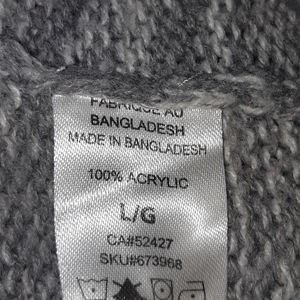 FABRIQUE AU
BANGLADESH
MADE IN BANGLADESH
100% ACRYLIC
L/G
CA#52427
SKU#673968